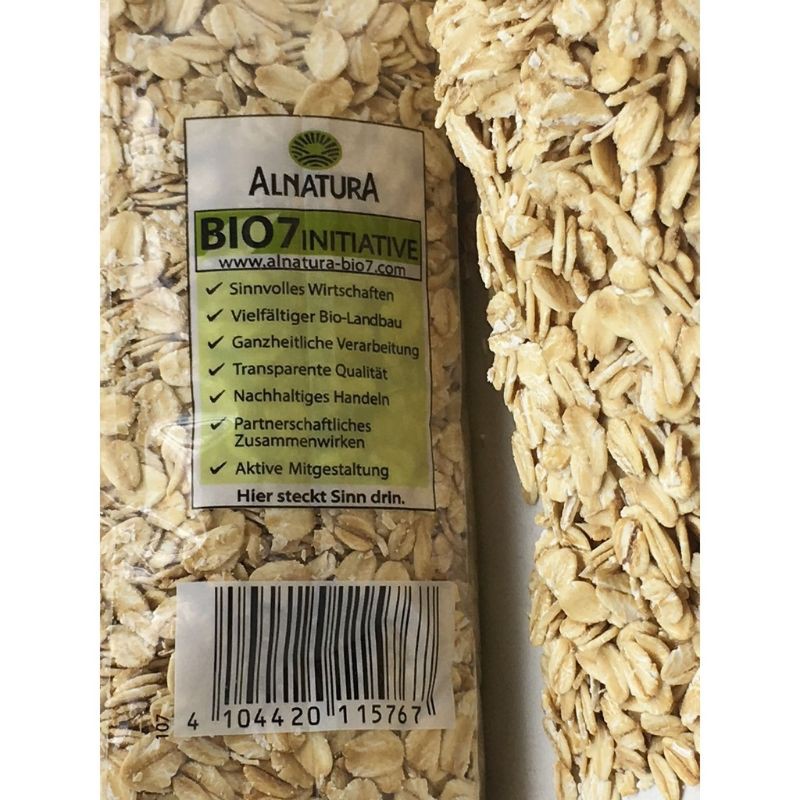 ALNATURA
BIO7INITIATIVE
www.alnatura-bio7.com
✓ Sinnvolles Wirtschaften
✓ Vielfältiger Bio-Landbau
✓ Ganzheitliche Verarbeitung
✓ Transparente Qualität
✓ Nachhaltiges Handeln
✓ Partnerschaftliches
Zusammenwirken
✓ Aktive Mitgestaltung
Hier steckt Sinn drin.
4 104420 115767
107